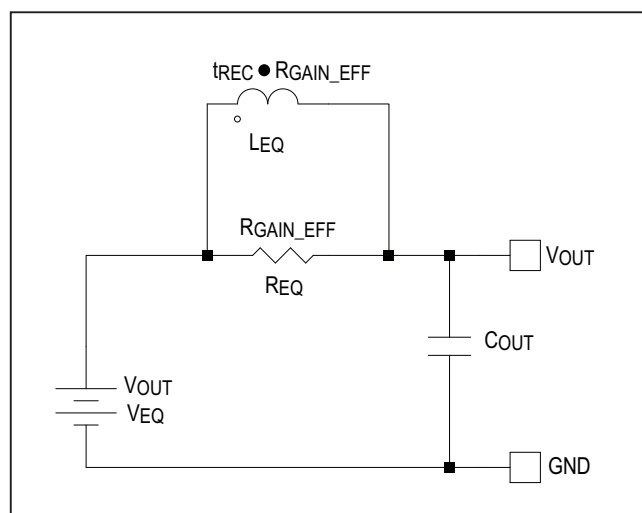 tREC • RGAIN_EFF
LEQ
RGAIN_EFF
REQ
VOUT
COUT
VOUT
VEQ
GND